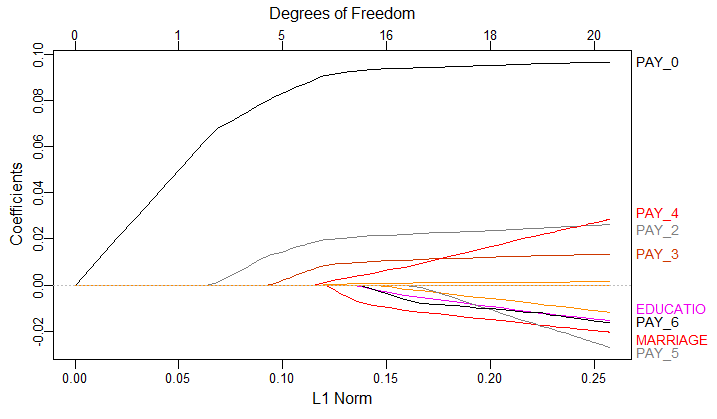 Degrees of Freedom
0 1 5 16 18 20
0.10
0.08
0.06
0.04
0.02
0.00
-0.02
Coefficients
PAY_0
PAY_4
PAY_2
PAY_3
EDUCATIO
PAY_6
MARRIAGE
PAY_5
0.00 0.05 0.10 0.15 0.20 0.25
L1 Norm